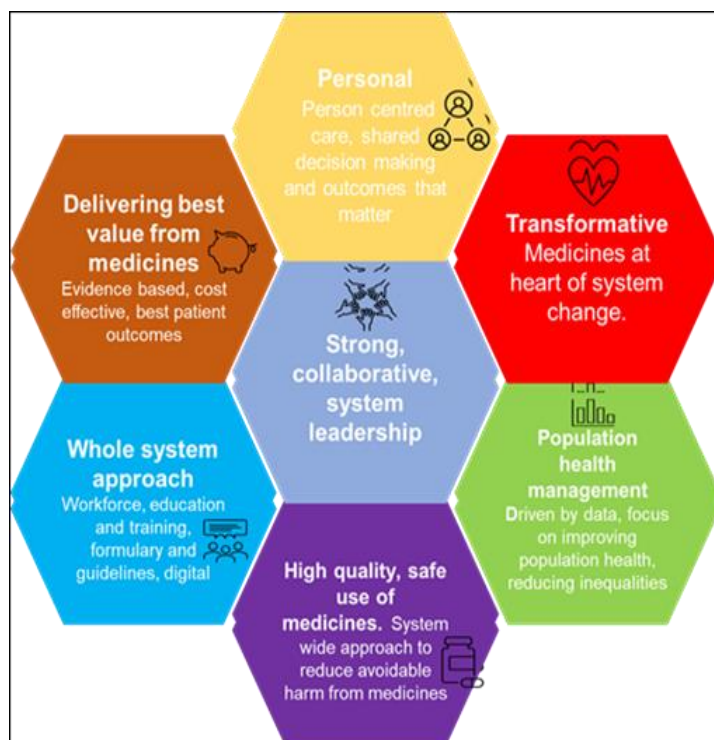 Personal
Person centred
care, shared
decision making
and outcomes that
matter
Delivering best
value from
medicines
Evidence based, cost
effective, best patient
outcomes
Transformative
Medicines at
heart of system
change.
Strong,
collaborative,
system
leadership
Whole system
approach
Workforce, education
and training,
formulary and
guidelines, digital
Population
health
management
Driven by data, focus
on improving
population health,
reducing inequalities
High quality, safe
use of
medicines. System
wide approach to
reduce avoidable
harm from medicines